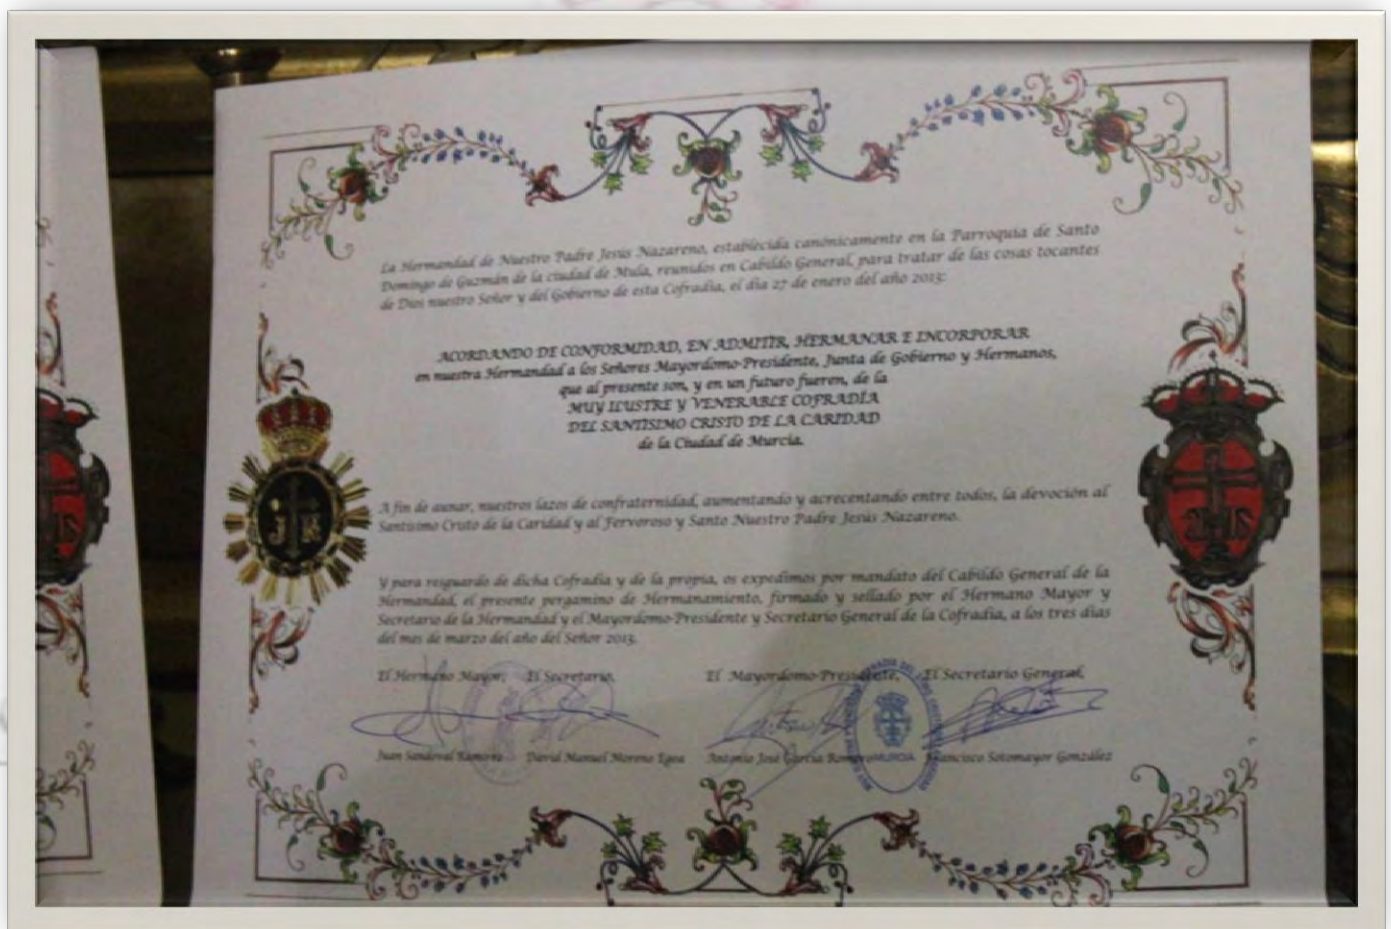 La Hermandad de Nuestro Padre Jesús Nazareno, establecida canónicamente en la Parroquia de Santo
Domingo de Guzmán de la ciudad de Mula, reunidos en Cabildo General, para tratar de las cosas tocantes
de Dios nuestro Señor y del Gobierno de esta Cofradía, el día 27 de enero del año 2013:
ACORDANDO DE CONFORMIDAD, EN ADMITIR, HERMANAR E INCORPORAR
en nuestra Hermandad a los Señores Mayordomo-Presidente, Junta de Gobierno y Hermanos,
que al presente son, y en un futuro fueren, de la
MUY ILUSTRE Y VENERABLE COFRADÍA
DEL SANTÍSIMO CRISTO DE LA CARIDAD
de la Ciudad de Murcia.
A fin de aunar, nuestros lazos de confraternidad, aumentando y acrecentando entre todos, la devoción al
Santísimo Cristo de la Caridad y al Fervoroso y Santo Nuestro Padre Jesús Nazareno.
Y para resguardo de dicha Cofradía y de la propia, os expedimos por mandato del Cabildo General de la
Hermandad, el presente pergamino de Hermanamiento, firmado y sellado por el Hermano Mayor y
Secretario de la Hermandad y el Mayordomo-Presidente y Secretario General de la Cofradía, a los tres días
del mes de marzo del año del Señor 2013.
El Hermano Mayor, El Secretario, El Mayordomo-Presidente, El Secretario General,
Juan Sandoval Ramírez David Manuel Moreno Egea Antonio José García Romero Francisco Sotomayor González
MURCIA
J N